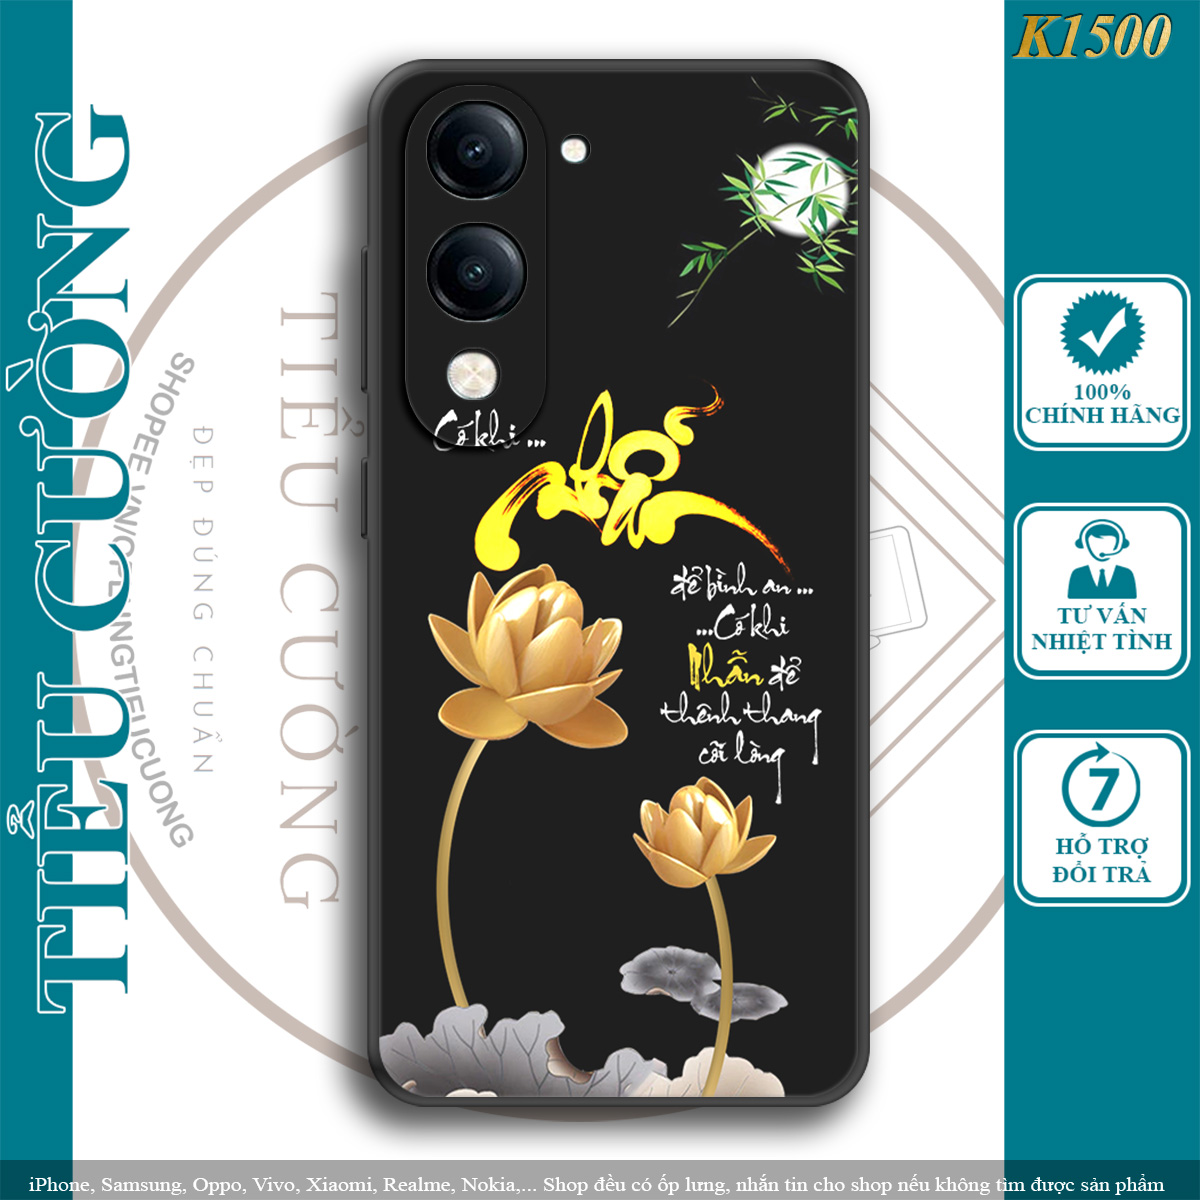 K1500
TIỂU CƯỜNG
TIỂU CƯỜNG
ĐẸP ĐÚNG CHUẨN
Có khi ...
Nhẫn
để bình an ...
...Có khi
Nhẫn để
thênh thang
cõi lòng
100%
CHÍNH HÃNG
TƯ VẤN
NHIỆT TÌNH
7
HỖ TRỢ
ĐỔI TRẢ
iPhone, Samsung, Oppo, Vivo, Xiaomi, Realme, Nokia,... Shop đều có ốp lưng, nhắn tin cho shop nếu không tìm được sản phẩm